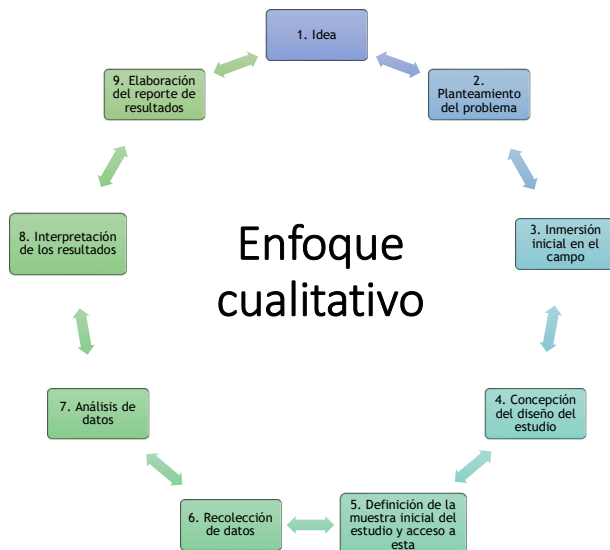 1. Idea
2.
Planteamiento
del problema
3. Inmersión
inicial en el
campo
4. Concepción
del diseño del
estudio
5. Definición de la
muestra inicial del
estudio y acceso a
esta
6. Recolección
de datos
7. Análisis de
datos
8. Interpretación
de los resultados
9. Elaboración
del reporte de
resultados
Enfoque
cualitativo